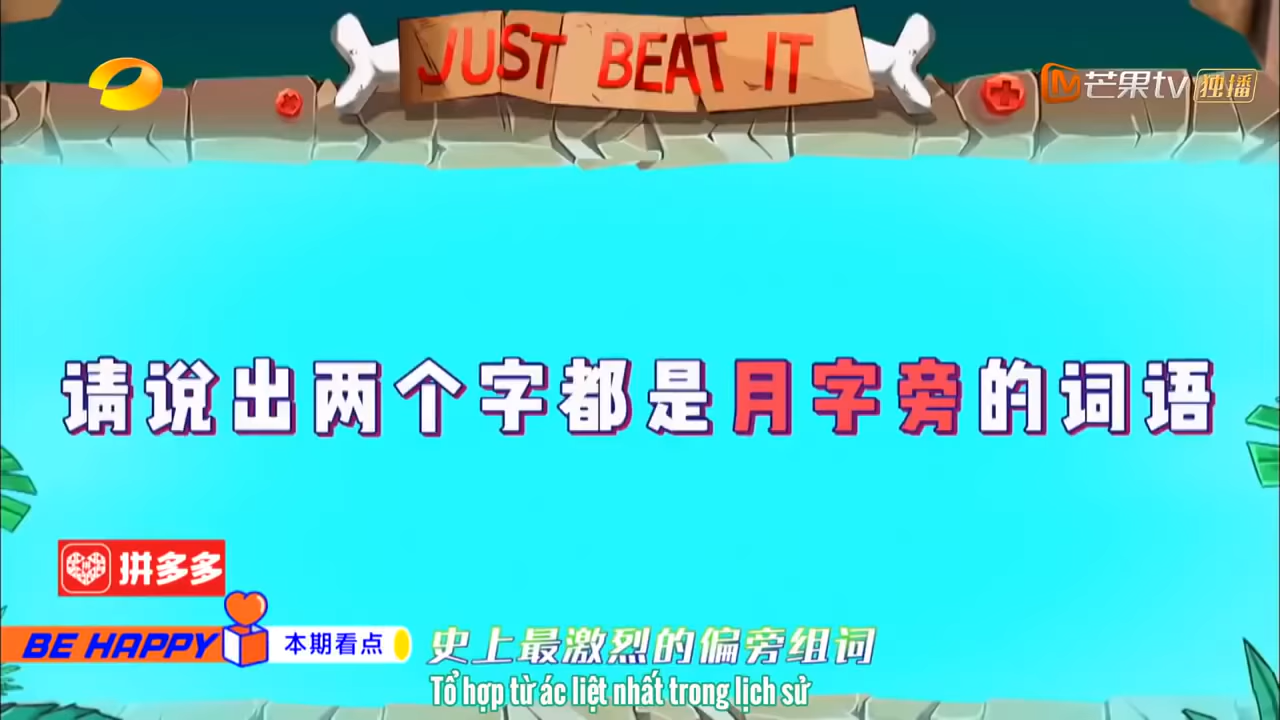 JUST BEAT IT
芒果tv独播
请说出两个字都是月字旁的词语
拼多多
BE HAPPY
本期看点
史上最激烈的偏旁组词
Tổ hợp từ ác liệt nhất trong lịch sử